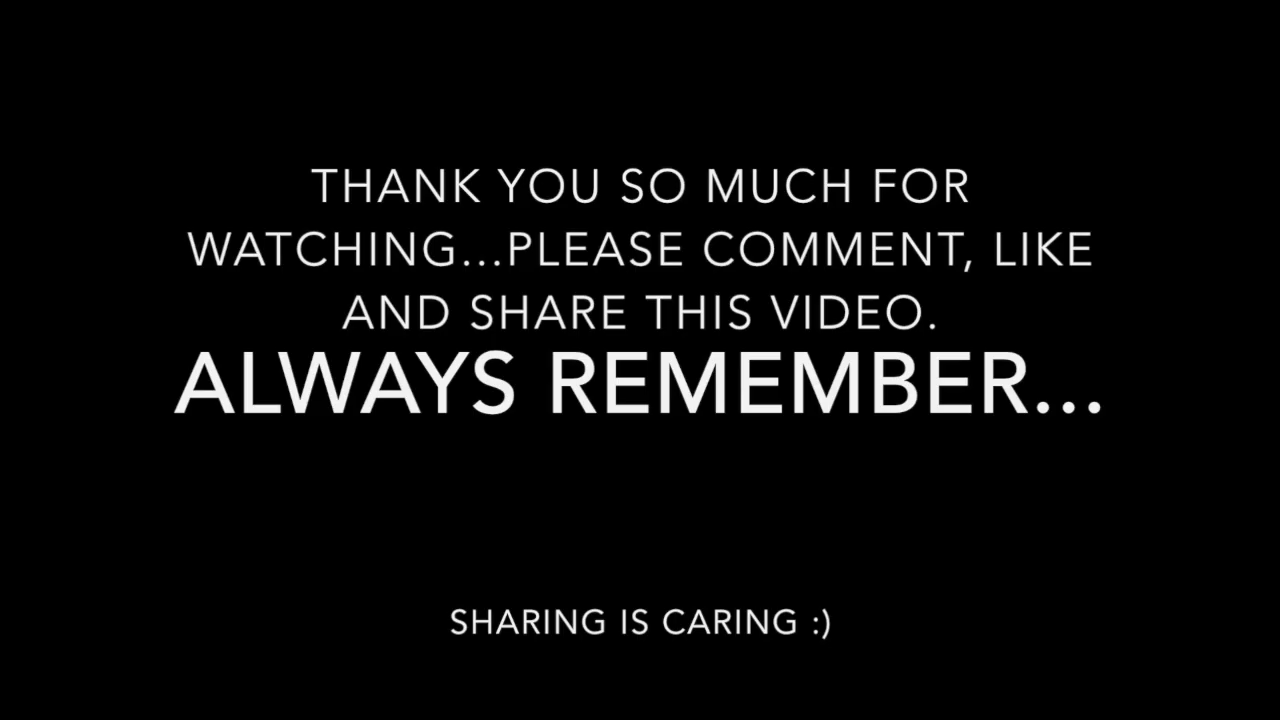 THANK YOU SO MUCH FOR
WATCHING...PLEASE COMMENT, LIKE
AND SHARE THIS VIDEO.
ALWAYS REMEMBER...
SHARING IS CARING :)